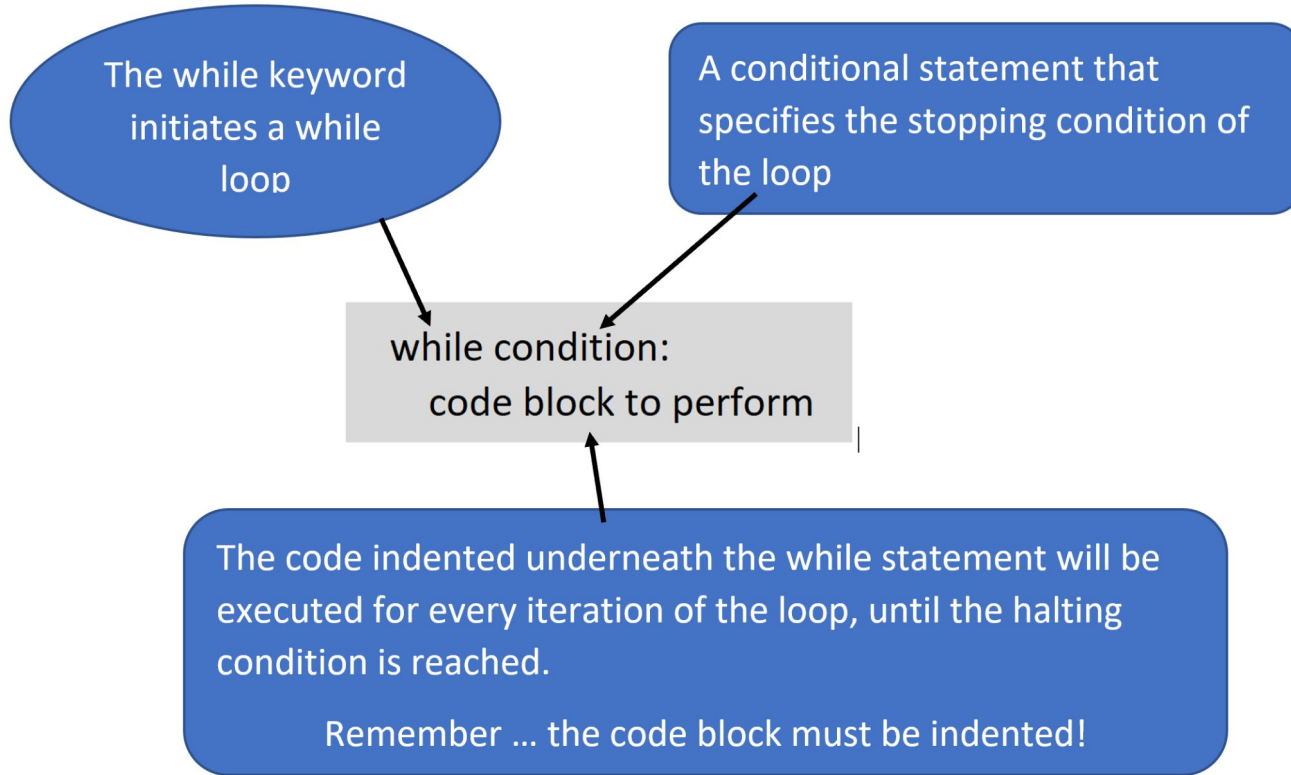 The while keyword
initiates a while
loop
A conditional statement that
specifies the stopping condition of
the loop
while condition:
code block to perform
The code indented underneath the while statement will be
executed for every iteration of the loop, until the halting
condition is reached.
Remember … the code block must be indented!